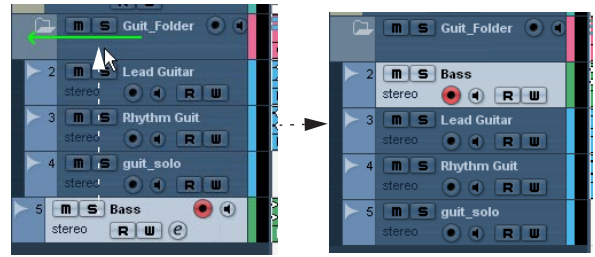 m S Guit_Folder
2 m S Lead Guitar
stereo R W
3 m S Rhythm Guit
stereo R W
4 m S guit_solo
stereo R W
5 m S Bass
stereo R W e
m S Guit_Folder
2 m S Bass
stereo R W
3 m S Lead Guitar
stereo R W
4 m S Rhythm Guit
stereo R W
5 m S guit_solo
stereo R W